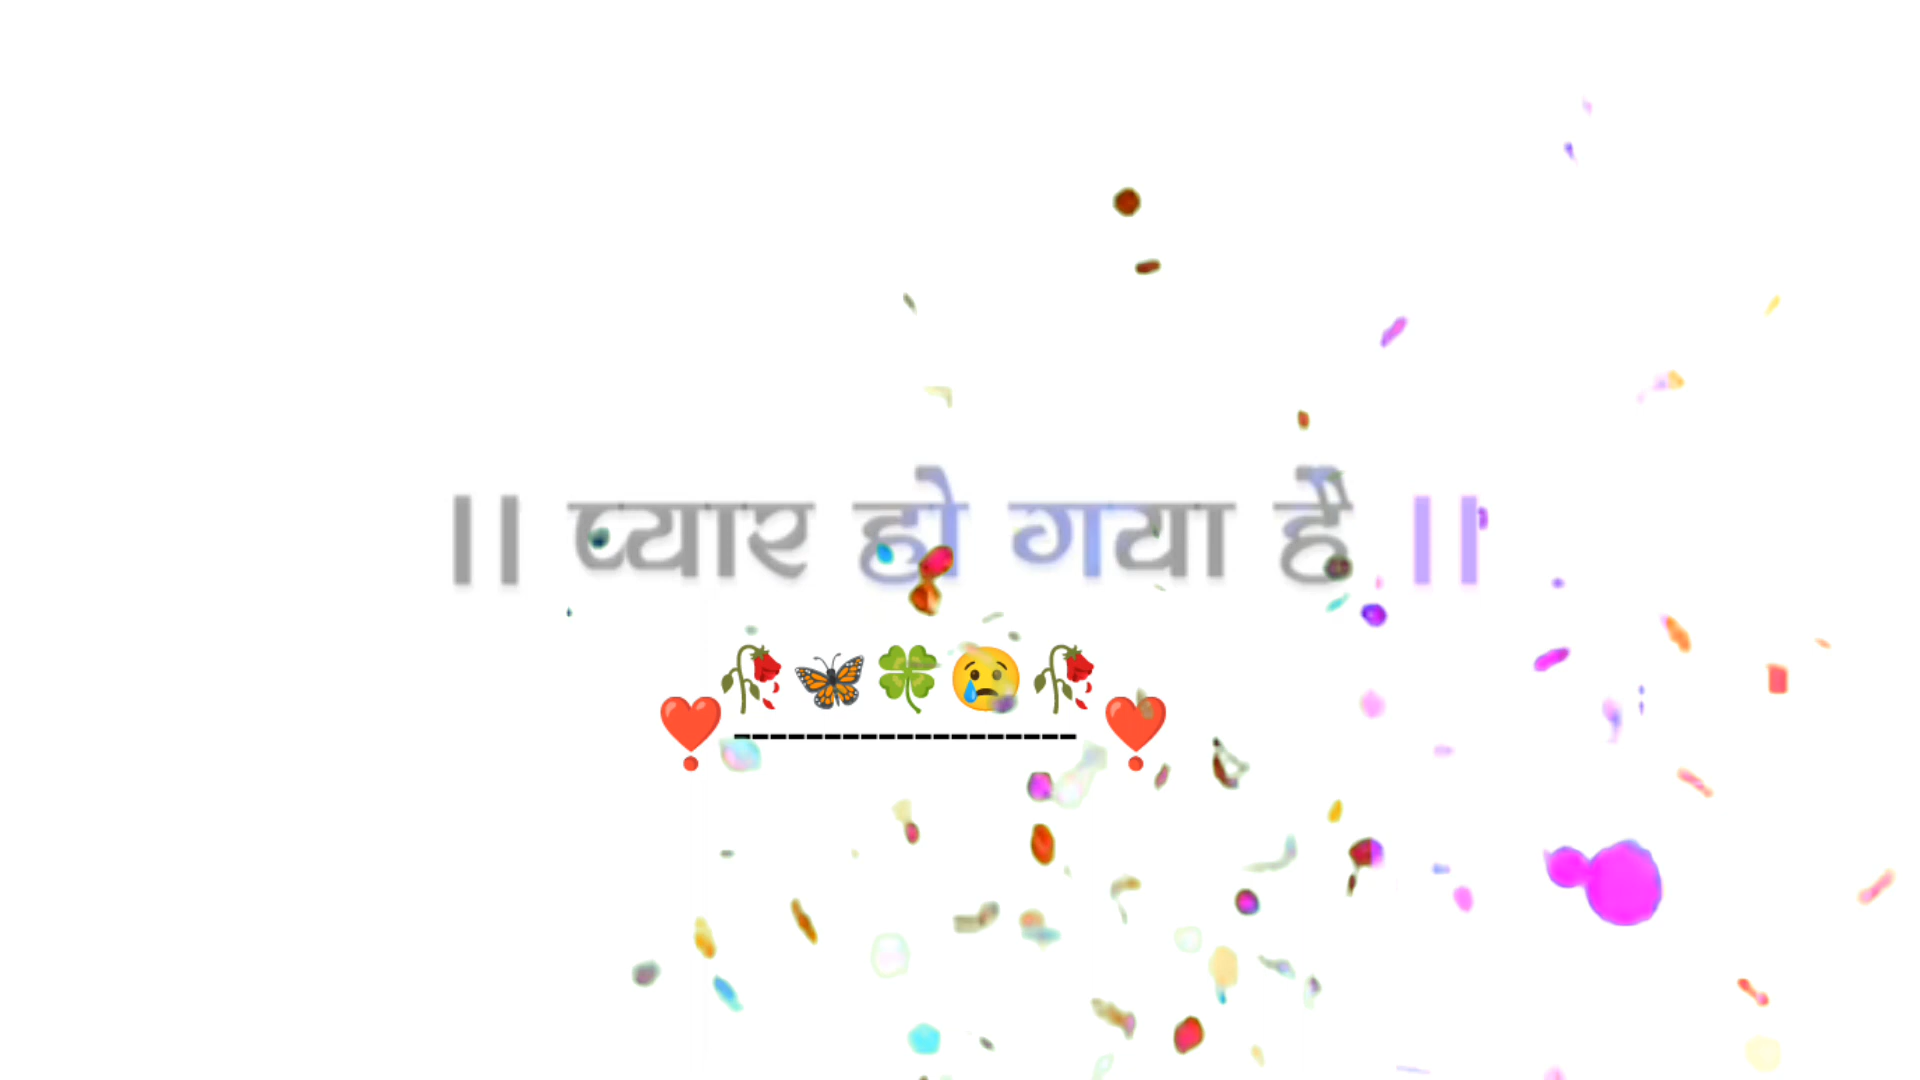 ।। प्यार हो गया है ।।
🥀🦋🍀😢🥀
❣️-------------------❣️